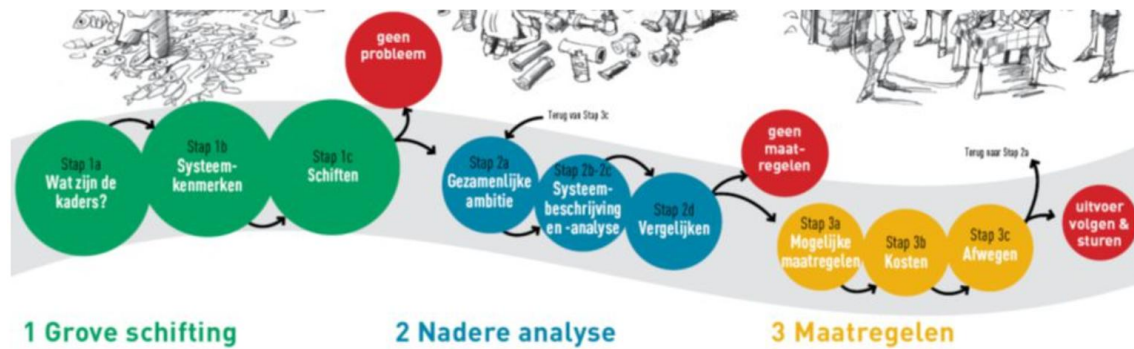 geen
probleem
Stap 1a
Wat zijn de
kaders?
Stap 1b
Systeem-
kenmerken
Stap 1c
Schiften
Terug van Stap 3c
Stap 2a
Gezamenlijke
ambitie
Stap 2b-2c
Systeem-
beschrijving
en -analyse
Stap 2d
Vergelijken
geen
maat-
regelen
Stap 3a
Mogelijke
maatregelen
Stap 3b
Kosten
Stap 3c
Afwegen
Terug naar Stap 2a
uitvoer
volgen &
sturen
1 Grove schifting
2 Nadere analyse
3 Maatregelen